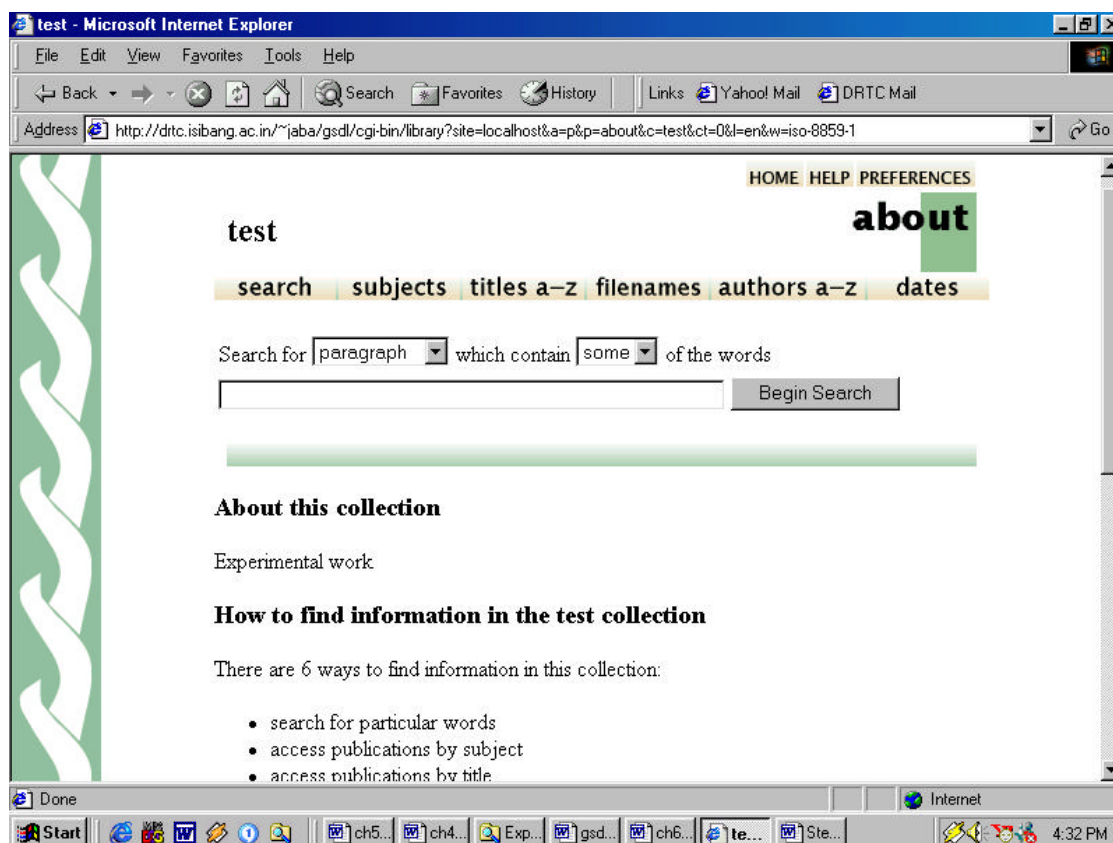 test - Microsoft Internet Explorer
File Edit View Favorites Tools Help
Back Search Favorites History Links Yahoo! Mail DRTC Mail
Address http://drtc.isibang.ac.in/~jaba/gsdl/cgi-bin/library?site=localhost&a=p&p=about&c=test&ct=0&l=en&w=iso-8859-1 Go
HOME HELP PREFERENCES
about
test
search subjects titles a–z filenames authors a–z dates
Search for paragraph which contain some of the words
Begin Search
About this collection
Experimental work
How to find information in the test collection
There are 6 ways to find information in this collection:
• search for particular words
• access publications by subject
• access publications by title
Done Internet
Start ch5... ch4... Exp... gsd... ch6... te... Ste... 4:32 PM